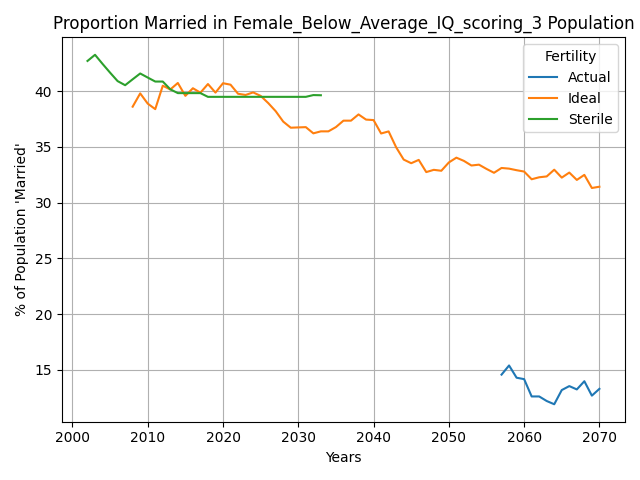 Proportion Married in Female_Below_Average_IQ_scoring_3 Population
% of Population 'Married'
40
35
30
25
20
15
Fertility
Actual
Ideal
Sterile
2000 2010 2020 2030 2040 2050 2060 2070
Years